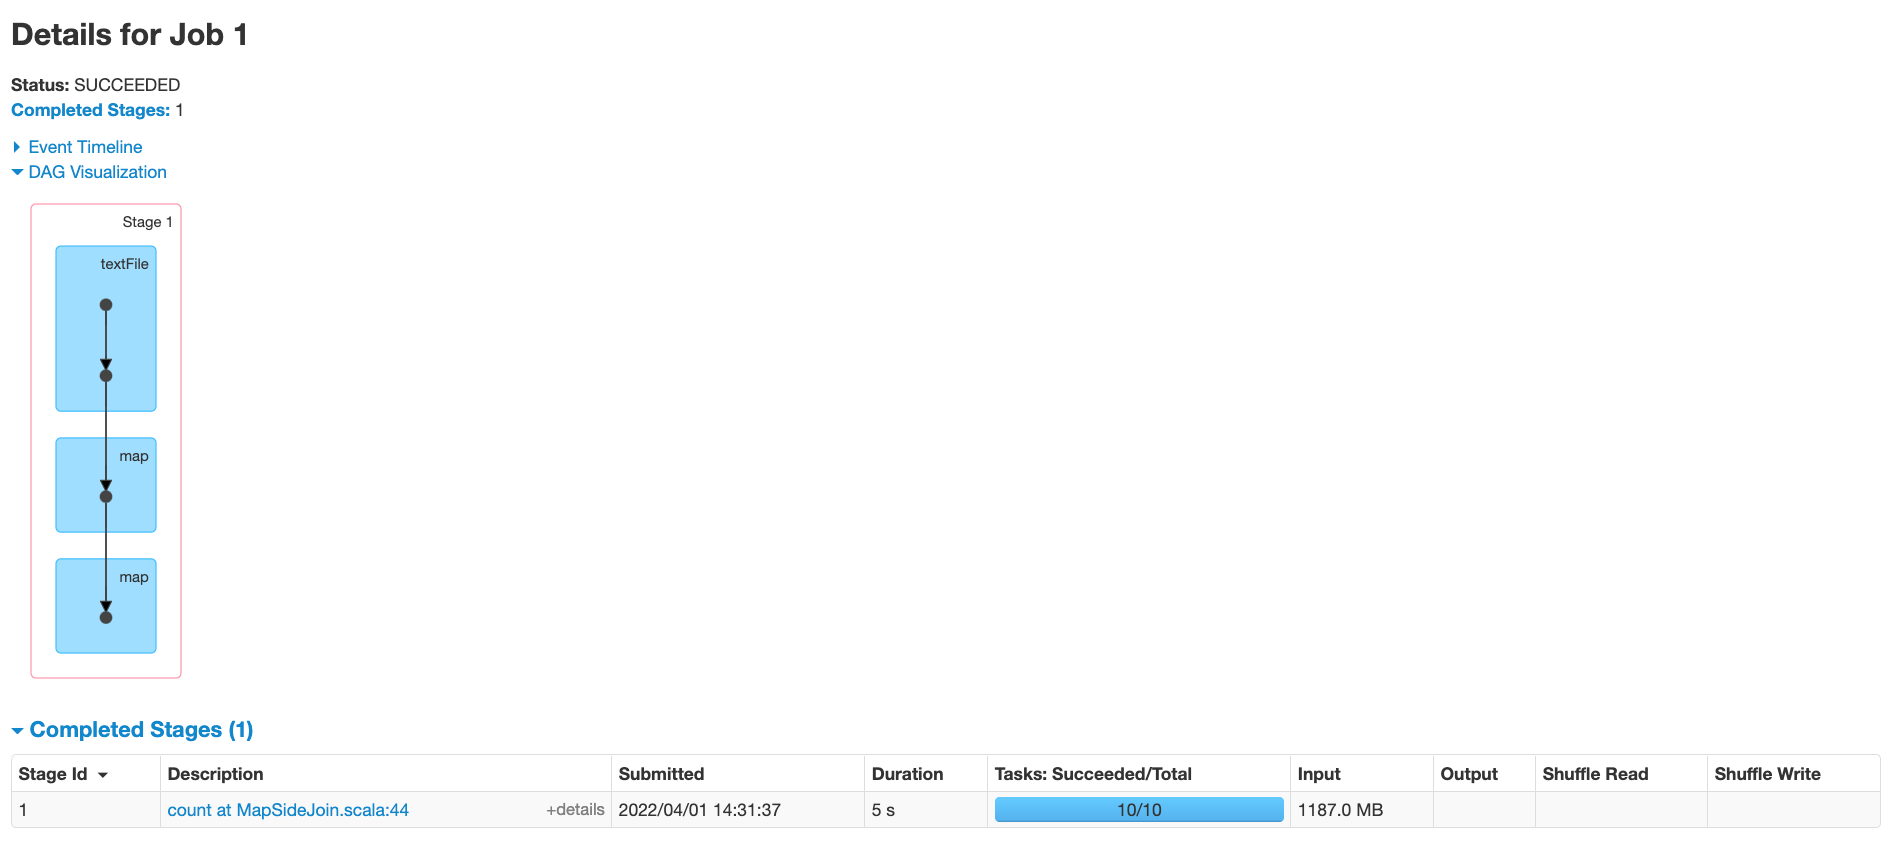 Details for Job 1
Status: SUCCEEDED
Completed Stages: 1
Event Timeline
DAG Visualization
Stage 1
textFile
map
map
Completed Stages (1)
Stage Id Description Submitted Duration Tasks: Succeeded/Total Input Output Shuffle Read Shuffle Write
1 count at MapSideJoin.scala:44 +details 2022/04/01 14:31:37 5 s 10/10 1187.0 MB